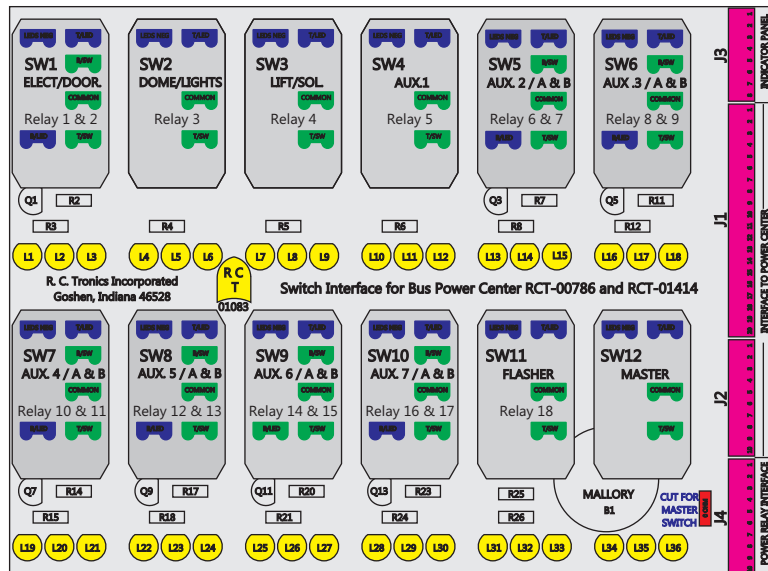 LEDS NEG T/LED
SW1
B/SW
ELECT/DOOR.
COMMON
Relay 1 & 2
B/LED T/SW
Q1 R2
R3
L1 L2 L3
LEDS NEG T/LED
SW2
DOME/LIGHTS
COMMON
Relay 3
T/SW
R4
L4 L5 L6
LEDS NEG T/LED
SW3
LIFT/SOL.
COMMON
Relay 4
T/SW
R5
L7 L8 L9
LEDS NEG T/LED
SW4
AUX.1
COMMON
Relay 5
T/SW
R6
L10 L11 L12
LEDS NEG T/LED
SW5
B/SW
AUX. 2 / A & B
COMMON
Relay 6 & 7
B/LED T/SW
Q3 R7
R8
L13 L14 L15
LEDS NEG T/LED
SW6
B/SW
AUX .3 / A & B
COMMON
Relay 8 & 9
B/LED T/SW
Q5 R11
R12
L16 L17 L18
J3
INDICATOR PANEL
J1
INTERFACE TO POWER CENTER
R. C. Tronics Incorporated
Goshen, Indiana 46528
R C
T
01083
Switch Interface for Bus Power Center RCT-00786 and RCT-01414
LEDS NEG T/LED
SW7
B/SW
AUX. 4 / A & B
COMMON
Relay 10 & 11
B/LED T/SW
Q7 R14
R15
L19 L20 L21
LEDS NEG T/LED
SW8
B/SW
AUX. 5 / A & B
COMMON
Relay 12 & 13
B/LED T/SW
Q9 R17
R18
L22 L23 L24
LEDS NEG T/LED
SW9
B/SW
AUX. 6 / A & B
COMMON
Relay 14 & 15
B/LED T/SW
Q11 R20
R21
L25 L26 L27
LEDS NEG T/LED
SW10
B/SW
AUX. 7 / A & B
COMMON
Relay 16 & 17
B/LED T/SW
Q13 R23
R24
L28 L29 L30
LEDS NEG T/LED
SW11
FLASHER
COMMON
Relay 18
T/SW
R25
R26
L31 L32 L33
LEDS NEG T/LED
SW12
MASTER
COMMON
T/SW
MALLORY
B1
CUT FOR
MASTER
SWITCH
L34 L35 L36
J2
J4
POWER RELAY INTERFACE